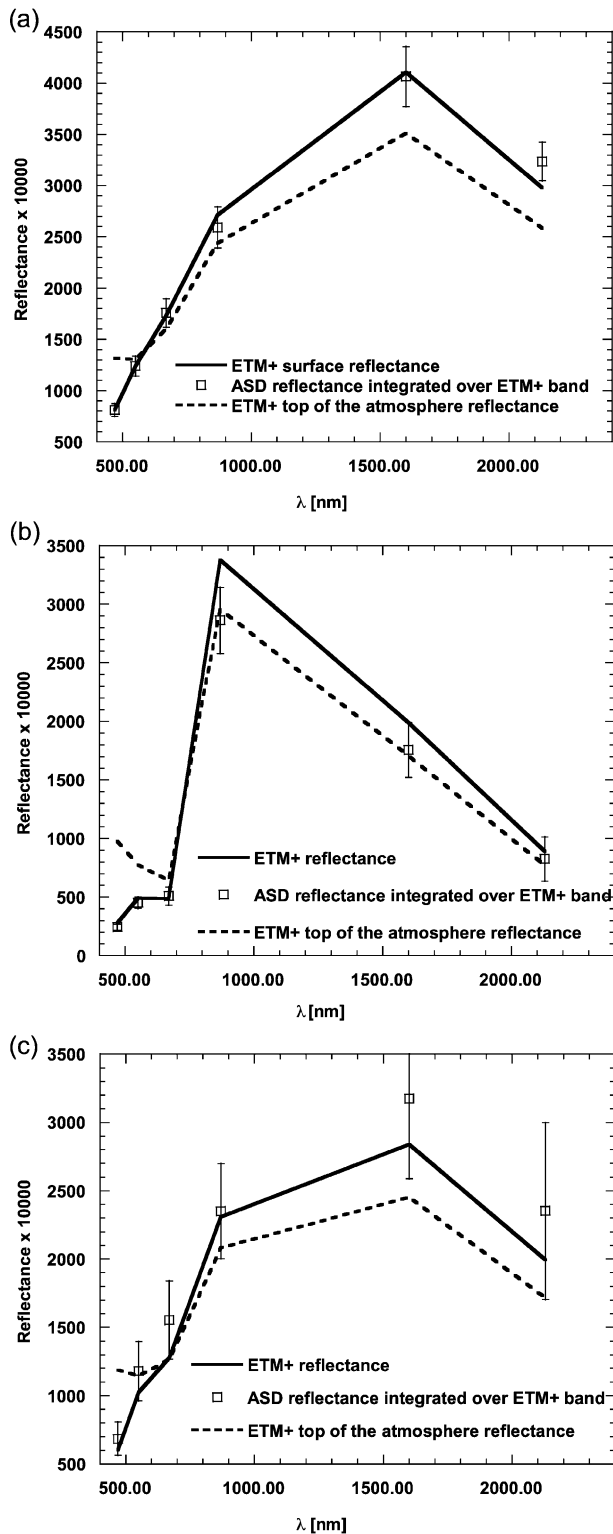 (a)
4500
4000
3500
3000
2500
2000
1500
1000
500
Reflectance x 10000
ETM+ surface reflectance
ASD reflectance integrated over ETM+ band
ETM+ top of the atmosphere reflectance
500.00 1000.00 1500.00 2000.00
λ [nm]
(b)
3500
3000
2500
2000
1500
1000
500
0
Reflectance x 10000
ETM+ reflectance
ASD reflectance integrated over ETM+ band
ETM+ top of the atmosphere reflectance
500.00 1000.00 1500.00 2000.00
λ [nm]
(c)
3500
3000
2500
2000
1500
1000
500
Reflectance x 10000
ETM+ reflectance
ASD reflectance integrated over ETM+ band
ETM+ top of the atmosphere reflectance
500.00 1000.00 1500.00 2000.00
λ [nm]